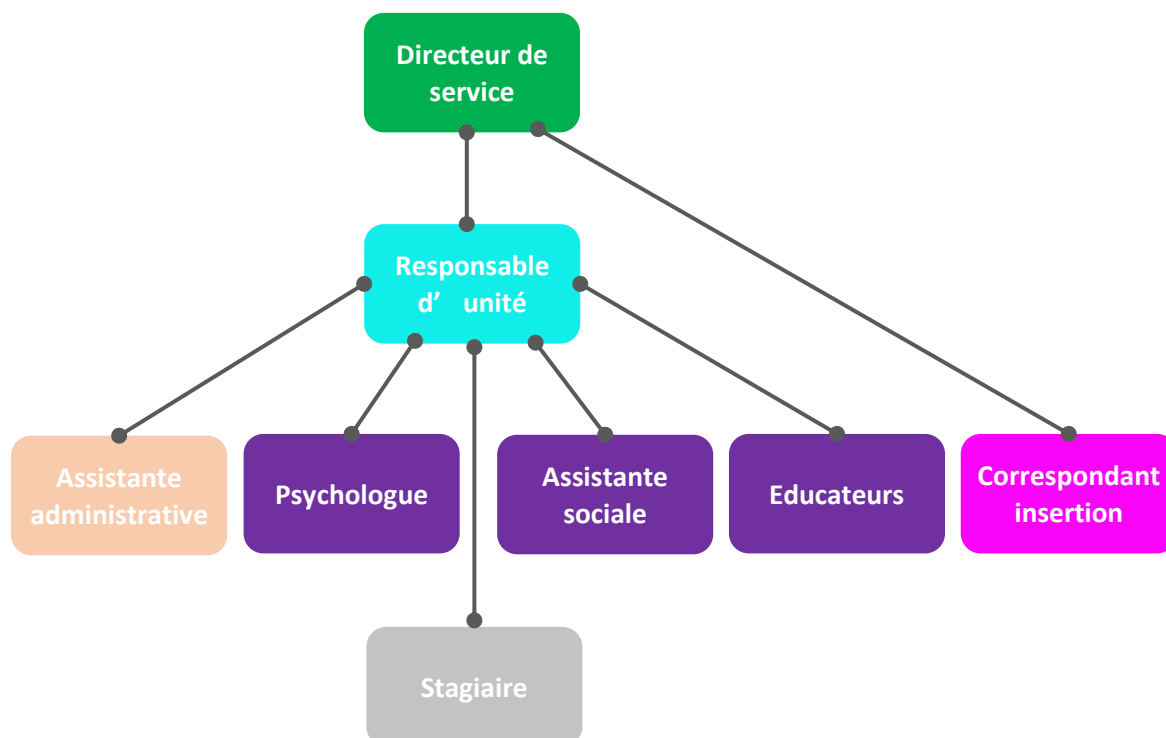 Directeur de
service
Responsable
d’ unité
Assistante
administrative
Psychologue
Assistante
sociale
Educateurs
Correspondant
insertion
Stagiaire